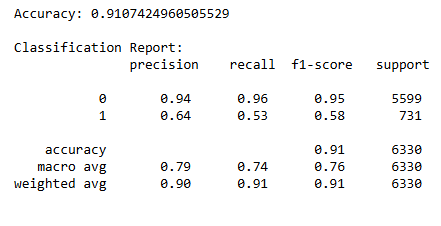 Accuracy: 0.9107424960505529
Classification Report:
precision recall f1-score support
0 0.94 0.96 0.95 5599
1 0.64 0.53 0.58 731
accuracy 0.91 6330
macro avg 0.79 0.74 0.76 6330
weighted avg 0.90 0.91 0.91 6330